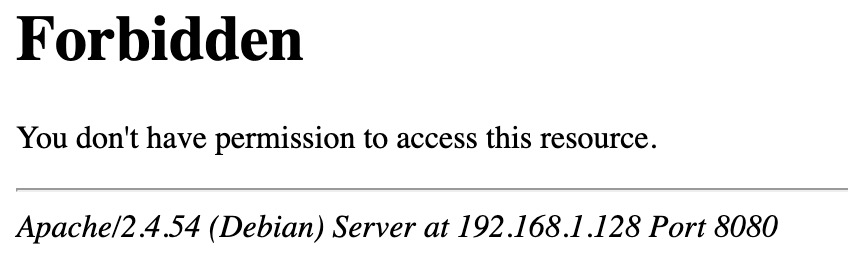 Forbidden
You don't have permission to access this resource.
Apache/2.4.54 (Debian) Server at 192.168.1.128 Port 8080